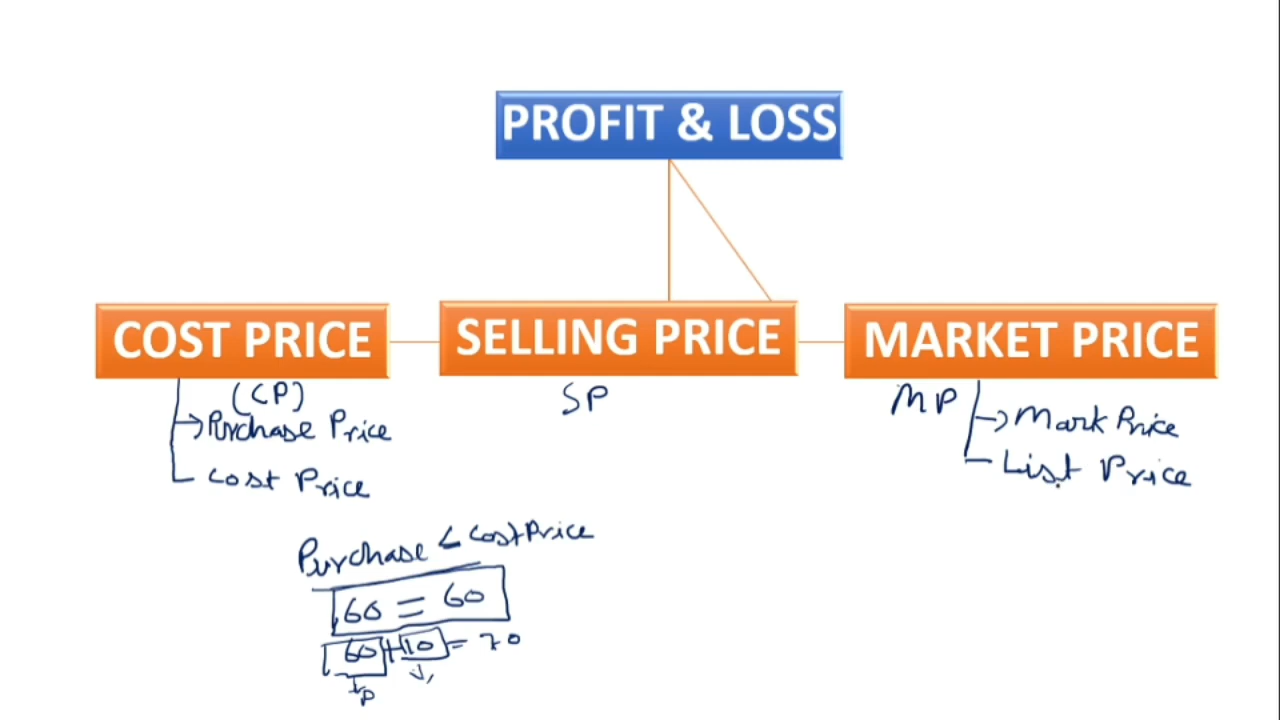 PROFIT & LOSS
COST PRICE
SELLING PRICE
MARKET PRICE
(CP)
Purchase Price
Cost Price
SP
MP
Mark Price
List Price
Purchase < Cost Price
60 = 60
60 + 10 = 70
P